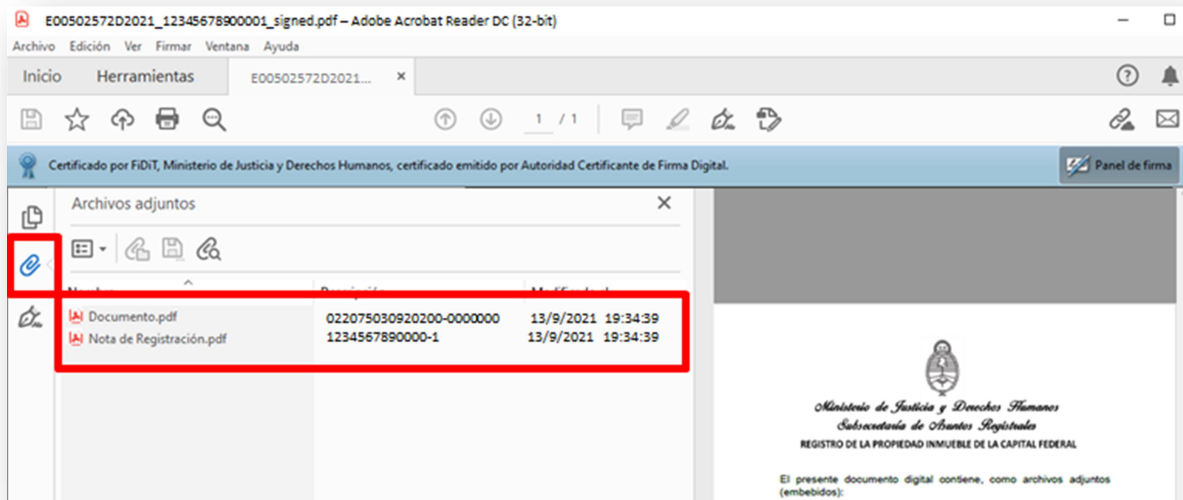 E00502572D2021_12345678900001_signed.pdf – Adobe Acrobat Reader DC (32-bit)
Archivo Edición Ver Firmar Ventana Ayuda
Inicio Herramientas E00502572D2021... ×
1 / 1
Certificado por FiDiT, Ministerio de Justicia y Derechos Humanos, certificado emitido por Autoridad Certificante de Firma Digital.
Panel de firma
Archivos adjuntos
Documento.pdf 022075030920200-0000000 13/9/2021 19:34:39
Nota de Registración.pdf 1234567890000-1 13/9/2021 19:34:39
Ministerio de Justicia y Derechos Humanos
Subsecretaría de Asuntos Registrales
REGISTRO DE LA PROPIEDAD INMUEBLE DE LA CAPITAL FEDERAL
El presente documento digital contiene, como archivos adjuntos
(embebidos):